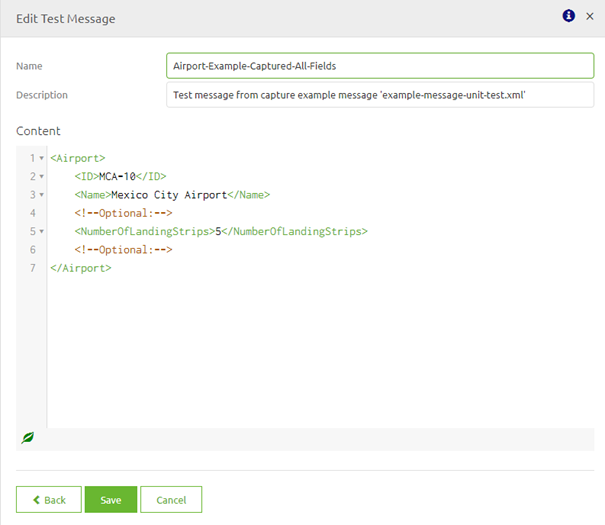 Edit Test Message
Name
Airport-Example-Captured-All-Fields
Description
Test message from capture example message 'example-message-unit-test.xml'
Content
1 <Airport>
2 <ID>MCA-10</ID>
3 <Name>Mexico City Airport</Name>
4 <!--Optional:-->
5 <NumberOfLandingStrips>5</NumberOfLandingStrips>
6 <!--Optional:-->
7 </Airport>
Back
Save
Cancel